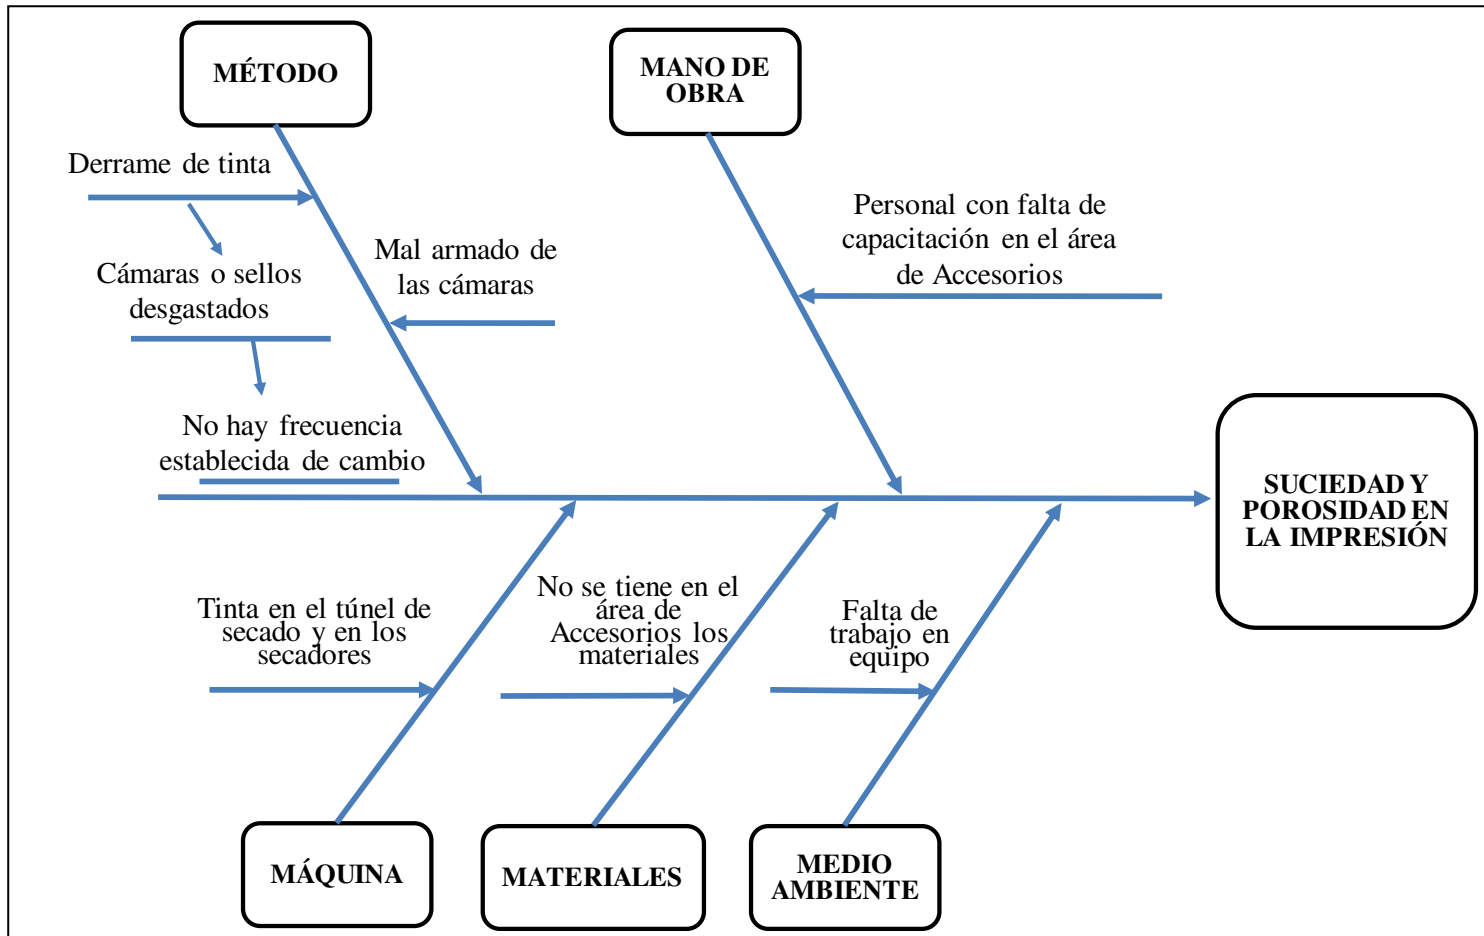 MÉTODO
MANO DE
OBRA
Derrame de tinta
Cámaras o sellos
desgastados
No hay frecuencia
establecida de cambio
Mal armado de
las cámaras
Personal con falta de
capacitación en el área
de Accesorios
SUCIEDAD Y
POROSIDAD EN
LA IMPRESIÓN
Tinta en el túnel de
secado y en los
secadores
No se tiene en el
área de
Accesorios los
materiales
Falta de
trabajo en
equipo
MÁQUINA
MATERIALES
MEDIO
AMBIENTE